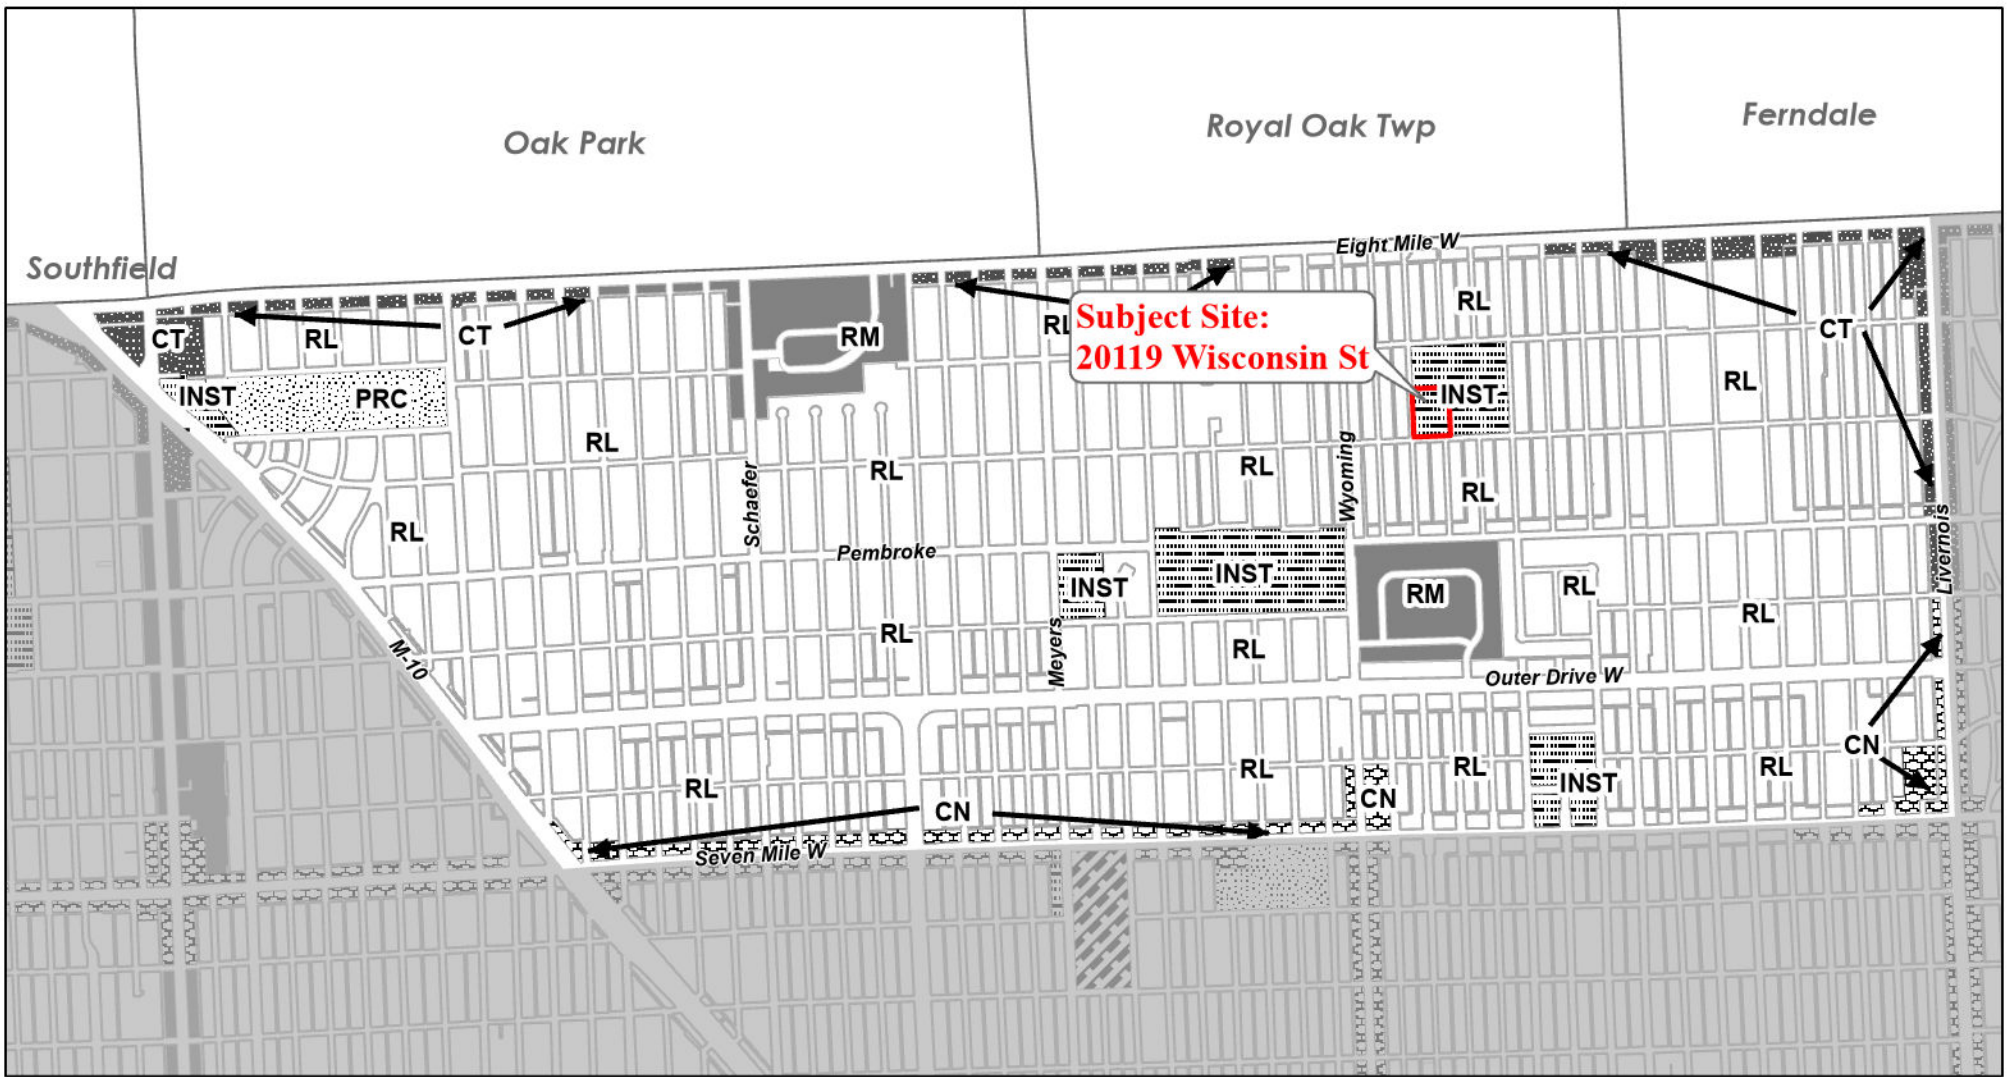 Oak Park
Royal Oak Twp
Ferndale
Southfield
Eight Mile W
RL
Subject Site:
20119 Wisconsin St
CT
RL
CT
RM
RL
CT
INST
PRC
INST
RL
RL
RL
RL
RL
RL
Schaefer
Wyoming
Livernois
Pembroke
INST
INST
RM
RL
RL
RL
Meyers
RL
M-10
Outer Drive W
CN
RL
RL
RL
INST
RL
CN
CN
Seven Mile W